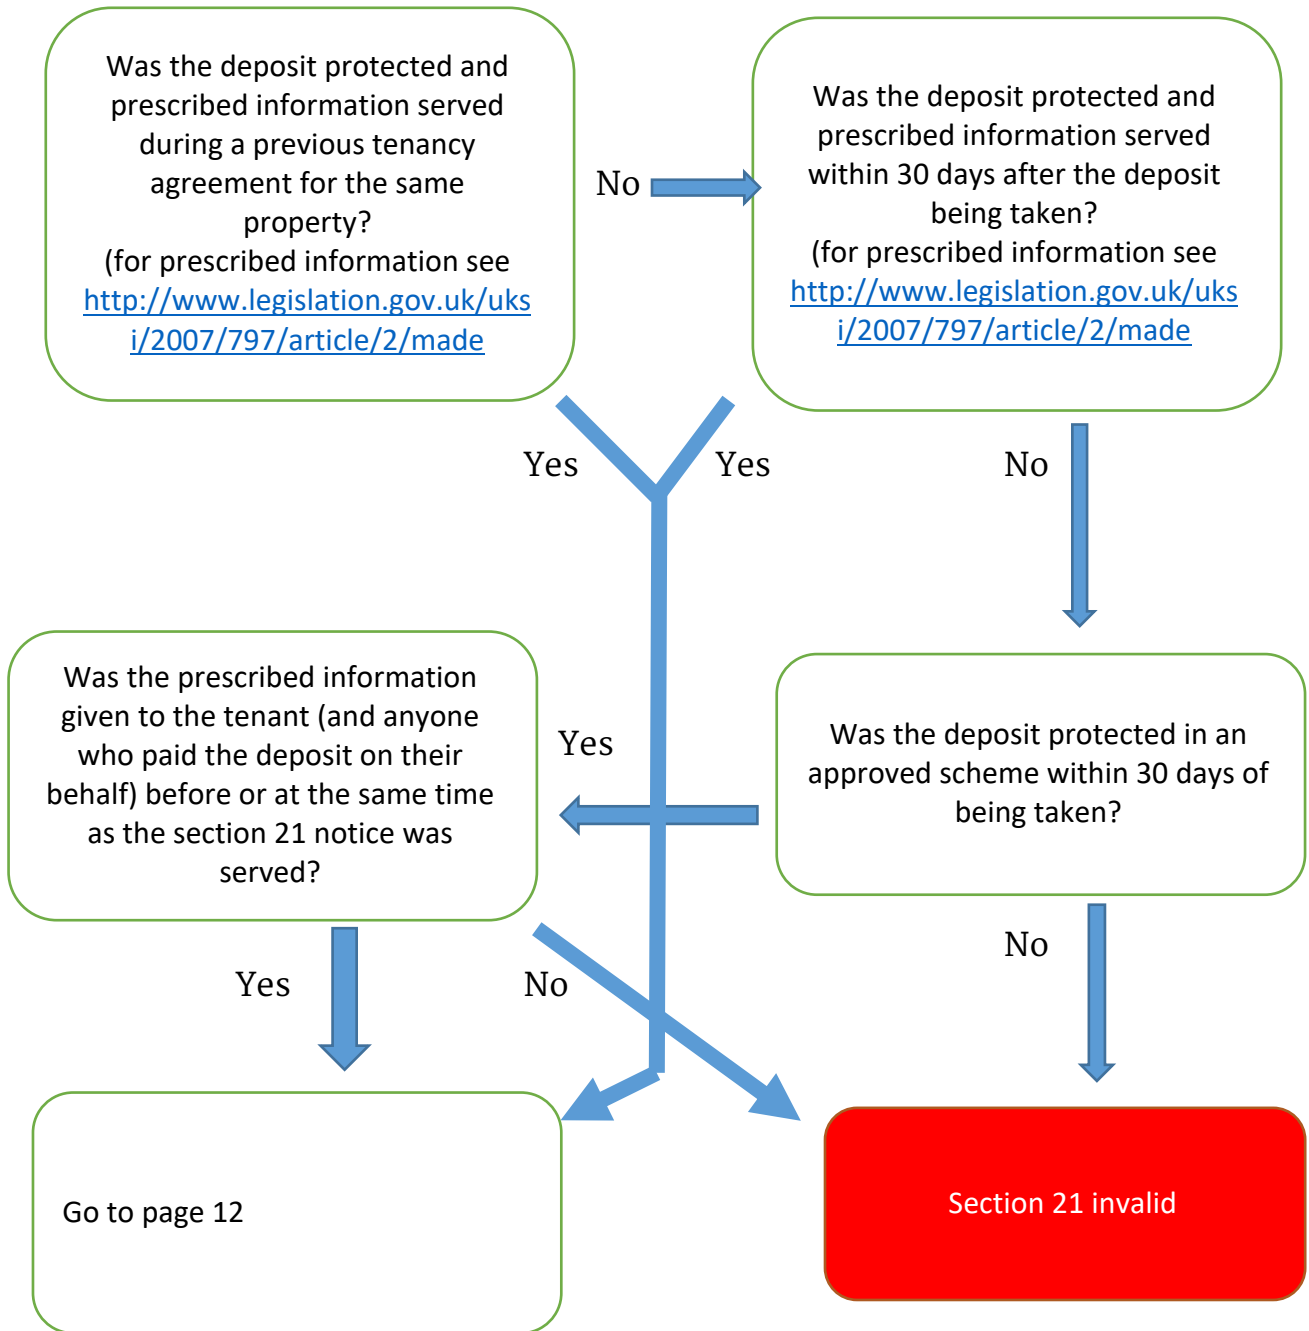 Was the deposit protected and
prescribed information served
during a previous tenancy
agreement for the same
property?
(for prescribed information see
http://www.legislation.gov.uk/uks
i/2007/797/article/2/made
No
Was the deposit protected and
prescribed information served
within 30 days after the deposit
being taken?
(for prescribed information see
http://www.legislation.gov.uk/uks
i/2007/797/article/2/made
Yes
Yes
No
Was the prescribed information
given to the tenant (and anyone
who paid the deposit on their
behalf) before or at the same time
as the section 21 notice was
served?
Yes
Was the deposit protected in an
approved scheme within 30 days of
being taken?
Yes
No
No
Go to page 12
Section 21 invalid